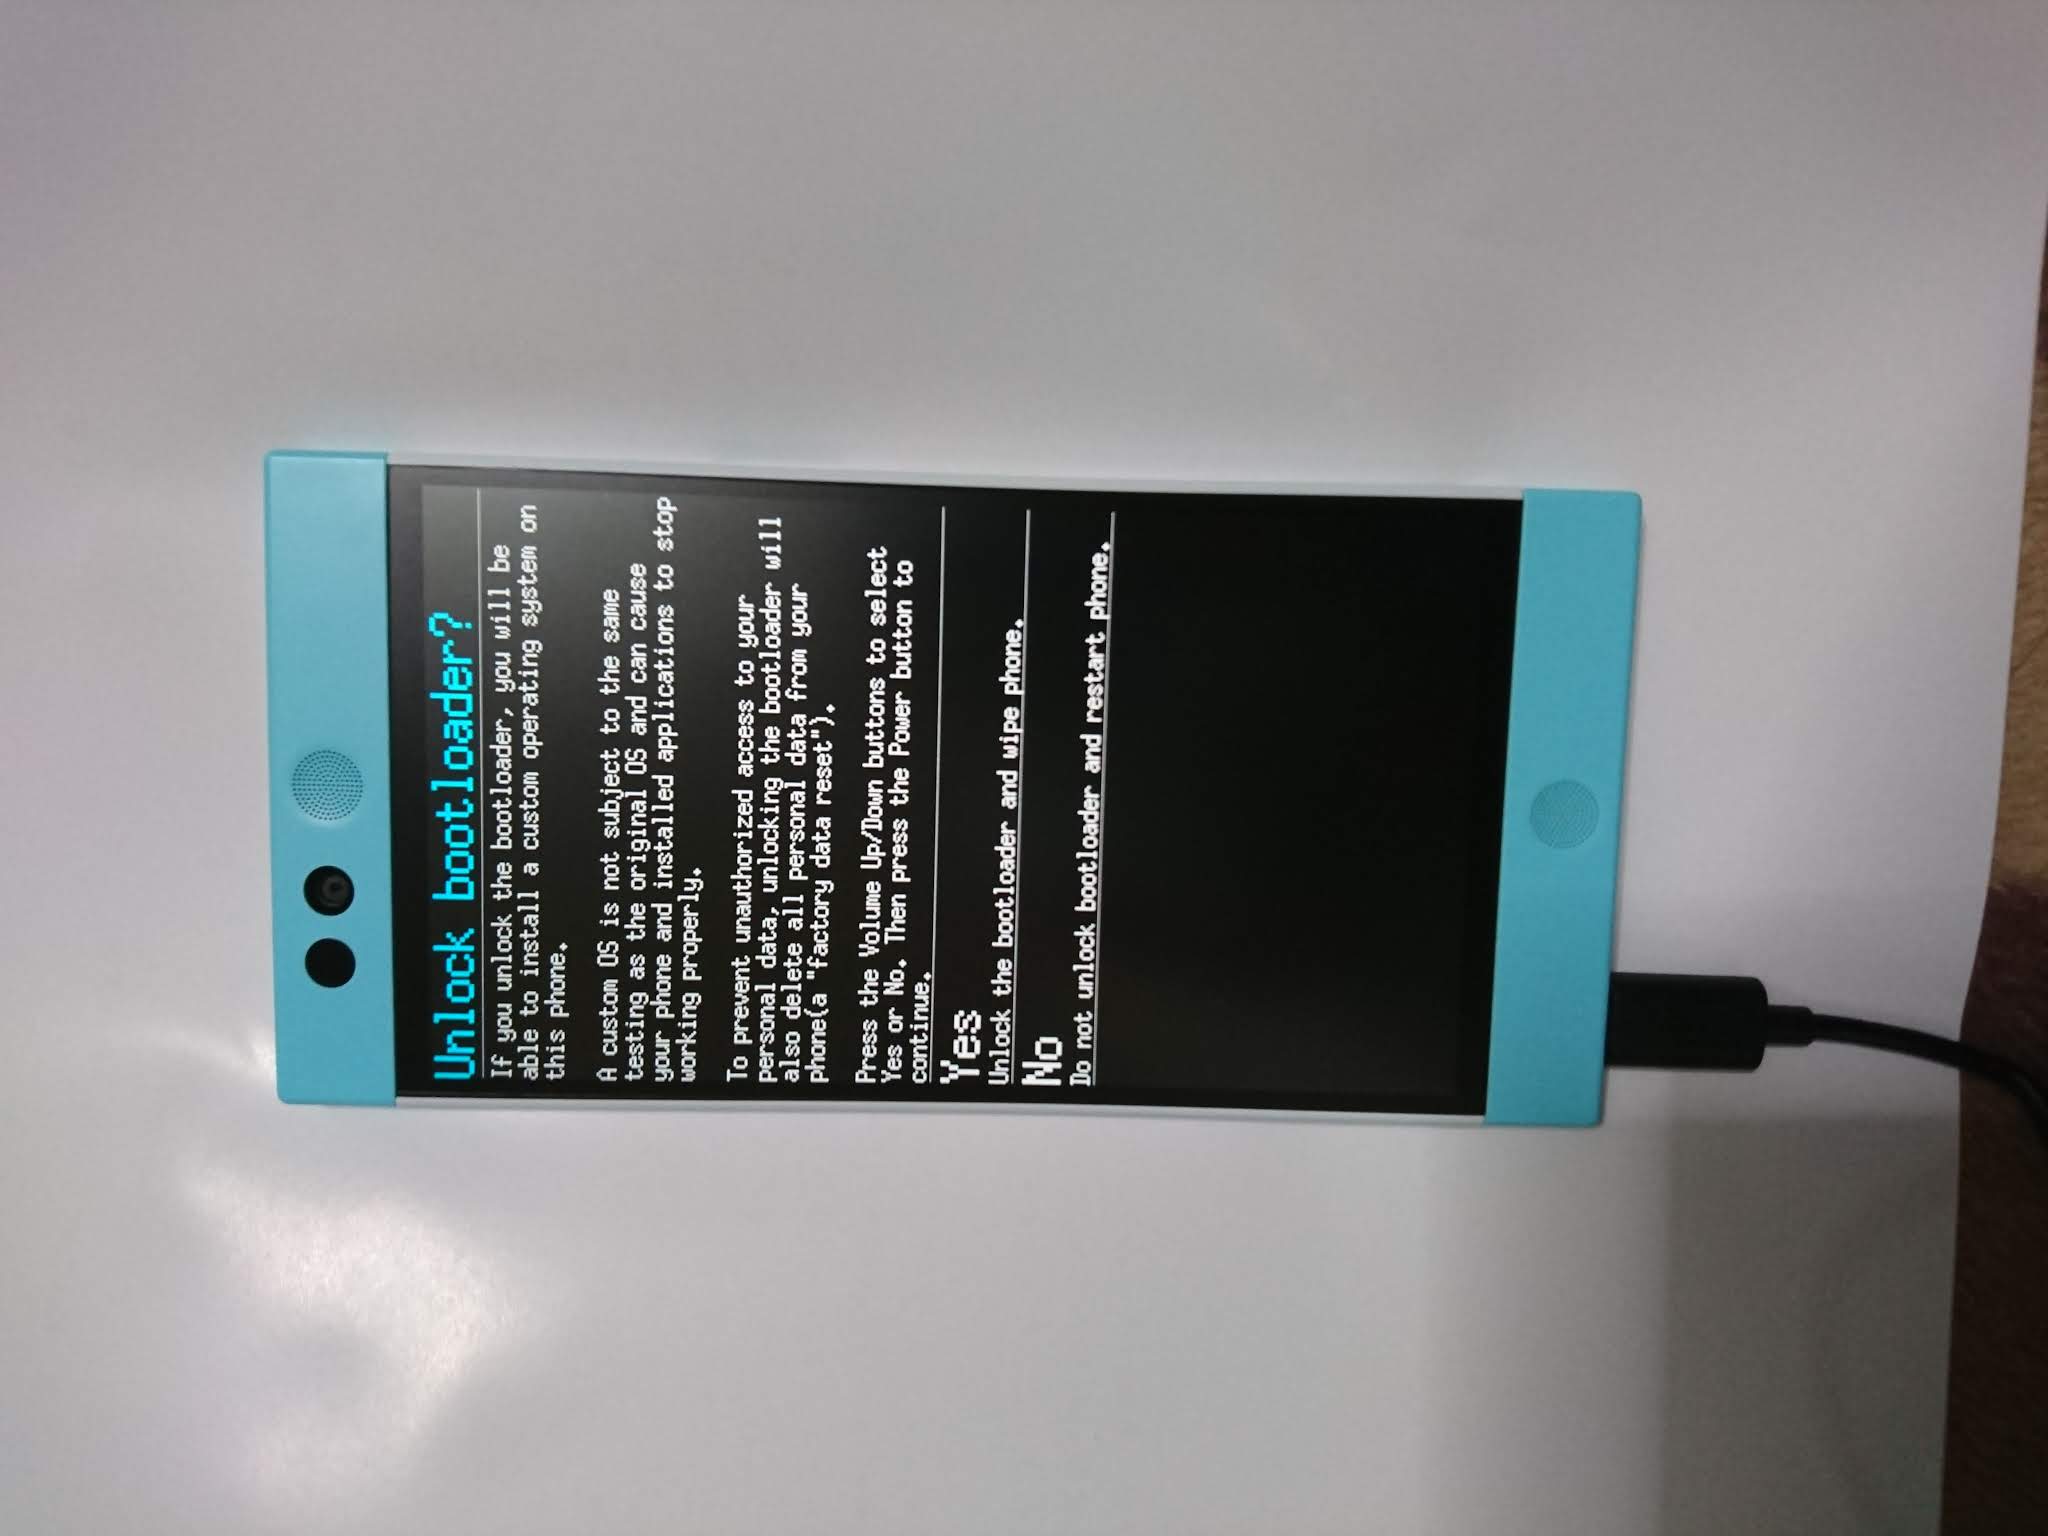 Unlock bootloader?
If you unlock the bootloader, you will be
able to install a custom operating system on
this phone.
A custom OS is not subject to the same
testing as the original OS and can cause
your phone and installed applications to stop
working properly.
To prevent unauthorized access to your
personal data, unlocking the bootloader will
also delete all personal data from your
phone(a "factory data reset").
Press the Volume Up/Down buttons to select
Yes or No. Then press the Power button to
continue.
Yes
Unlock the bootloader and wipe phone.
No
Do not unlock bootloader and restart phone.